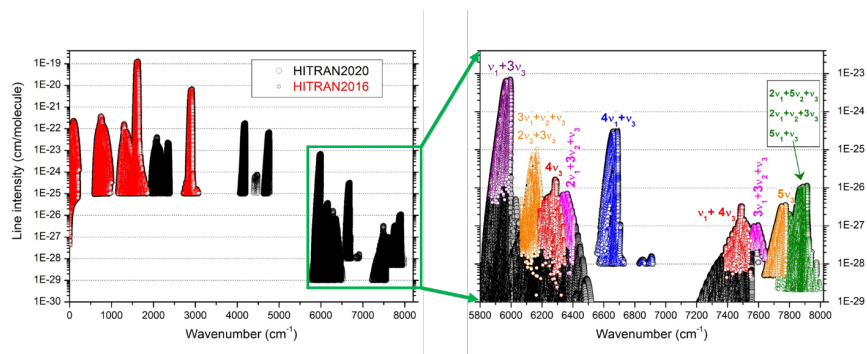 1E-19
1E-20
1E-21
1E-22
1E-23
1E-24
1E-25
1E-26
1E-27
1E-28
1E-29
1E-30
Line intensity (cm/molecule)
HITRAN2020
HITRAN2016
0 1000 2000 3000 4000 5000 6000 7000 8000
Wavenumber (cm⁻¹)
ν₁+3ν₃
3ν₁+ν₂+ν₃
2ν₂+3ν₃
4ν₃
2ν₁+3ν₂+ν₃
4ν₁+ν₃
ν₁+4ν₃
3ν₁+3ν₂+ν₃
5ν₃
2ν₁+5ν₂+ν₃
2ν₁+ν₂+3ν₃
5ν₁+ν₃
1E-23
1E-24
1E-25
1E-26
1E-27
1E-28
1E-29
5800 6000 6200 6400 6600 6800 7000 7200 7400 7600 7800 8000
Wavenumber (cm⁻¹)